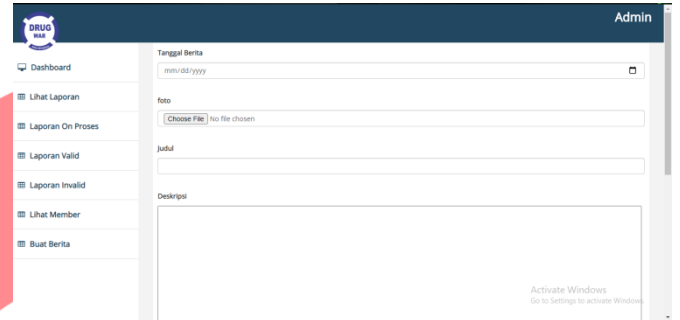 DRUG
WAR
Admin
Dashboard
Lihat Laporan
Laporan On Proses
Laporan Valid
Laporan Invalid
Lihat Member
Buat Berita
Tanggal Berita
mm/dd/yyyy
foto
Choose File No file chosen
Judul
Deskripsi
Activate Windows
Go to Settings to activate Windows.